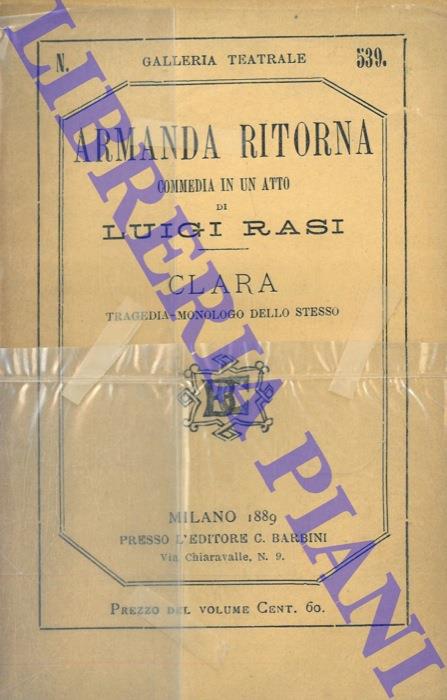 N. GALLERIA TEATRALE 539.
ARMANDA RITORNA
COMMEDIA IN UN ATTO
DI
LUIGI RASI
CLARA
TRAGEDIA-MONOLOGO DELLO STESSO
MILANO 1889
PRESSO L'EDITORE C. BARBINI
Via Chiaravalle, N. 9.
PREZZO DEL VOLUME CENT. 60.
LIBRERIA PIANI